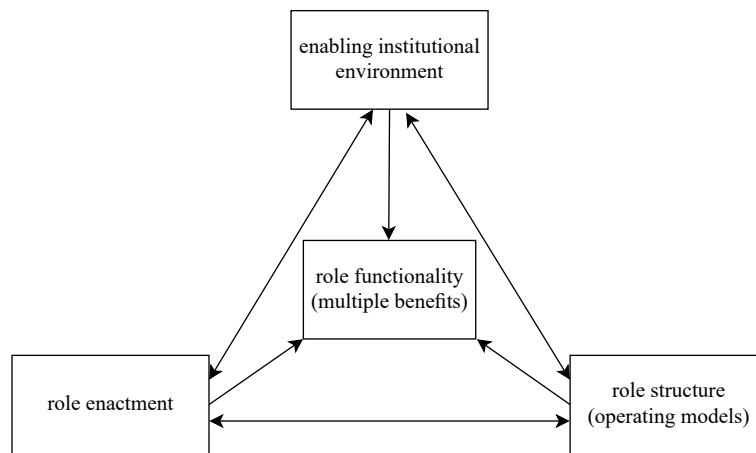 enabling institutional
environment
role functionality
(multiple benefits)
role enactment
role structure
(operating models)